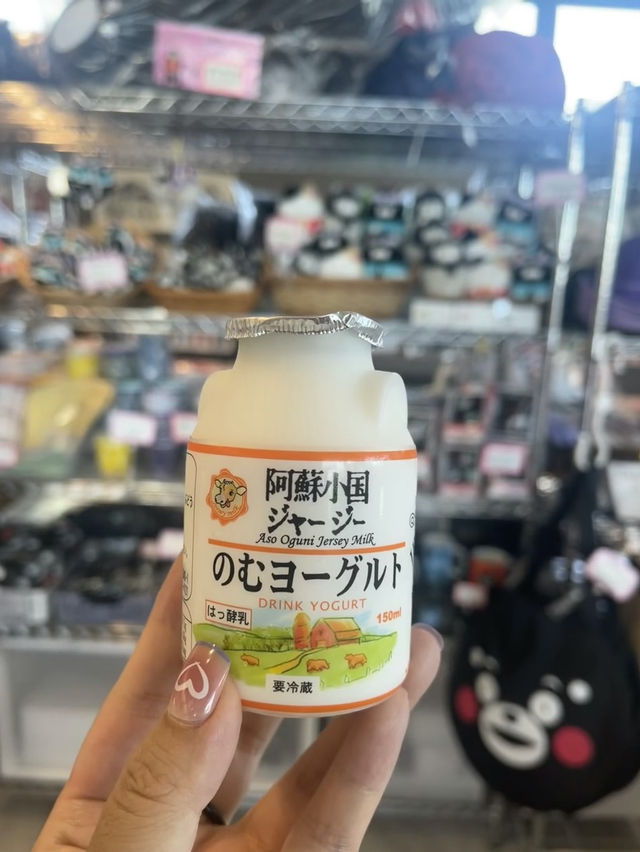 阿蘇小国
ジャージー
Aso Oguni Jersey Milk
のむヨーグルト
DRINK YOGURT
はっ酵乳
150ml
要冷蔵